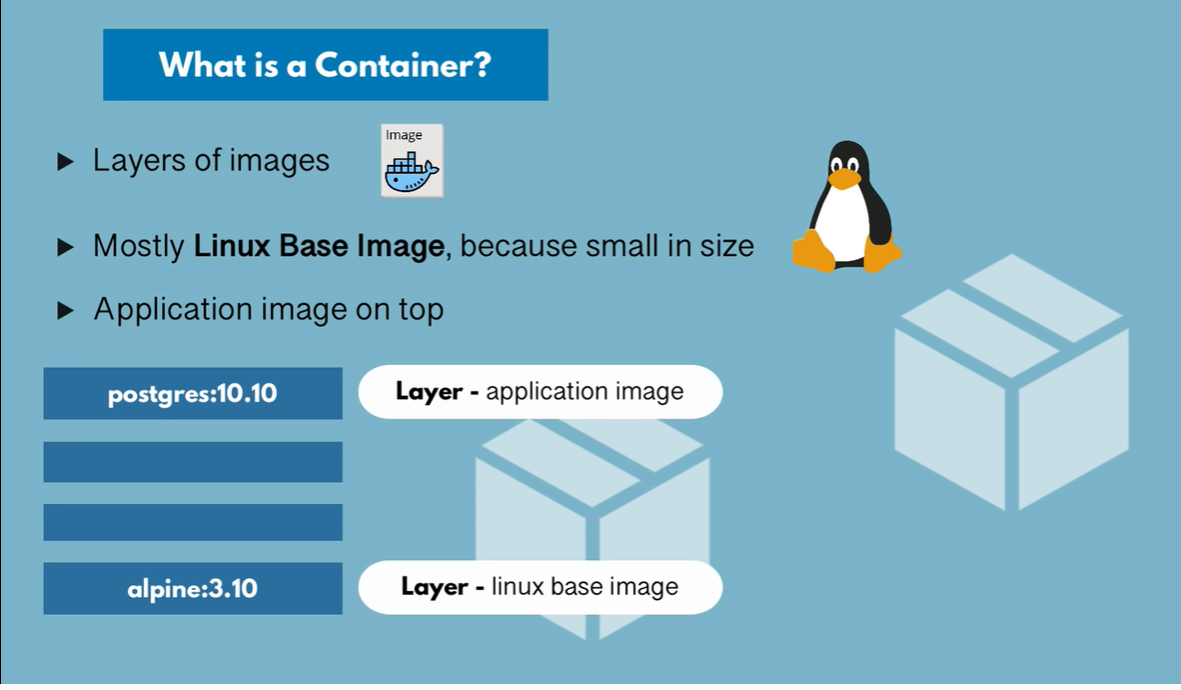 What is a Container?
Image
► Layers of images
► Mostly Linux Base Image, because small in size
► Application image on top
postgres:10.10
Layer - application image
alpine:3.10
Layer - linux base image